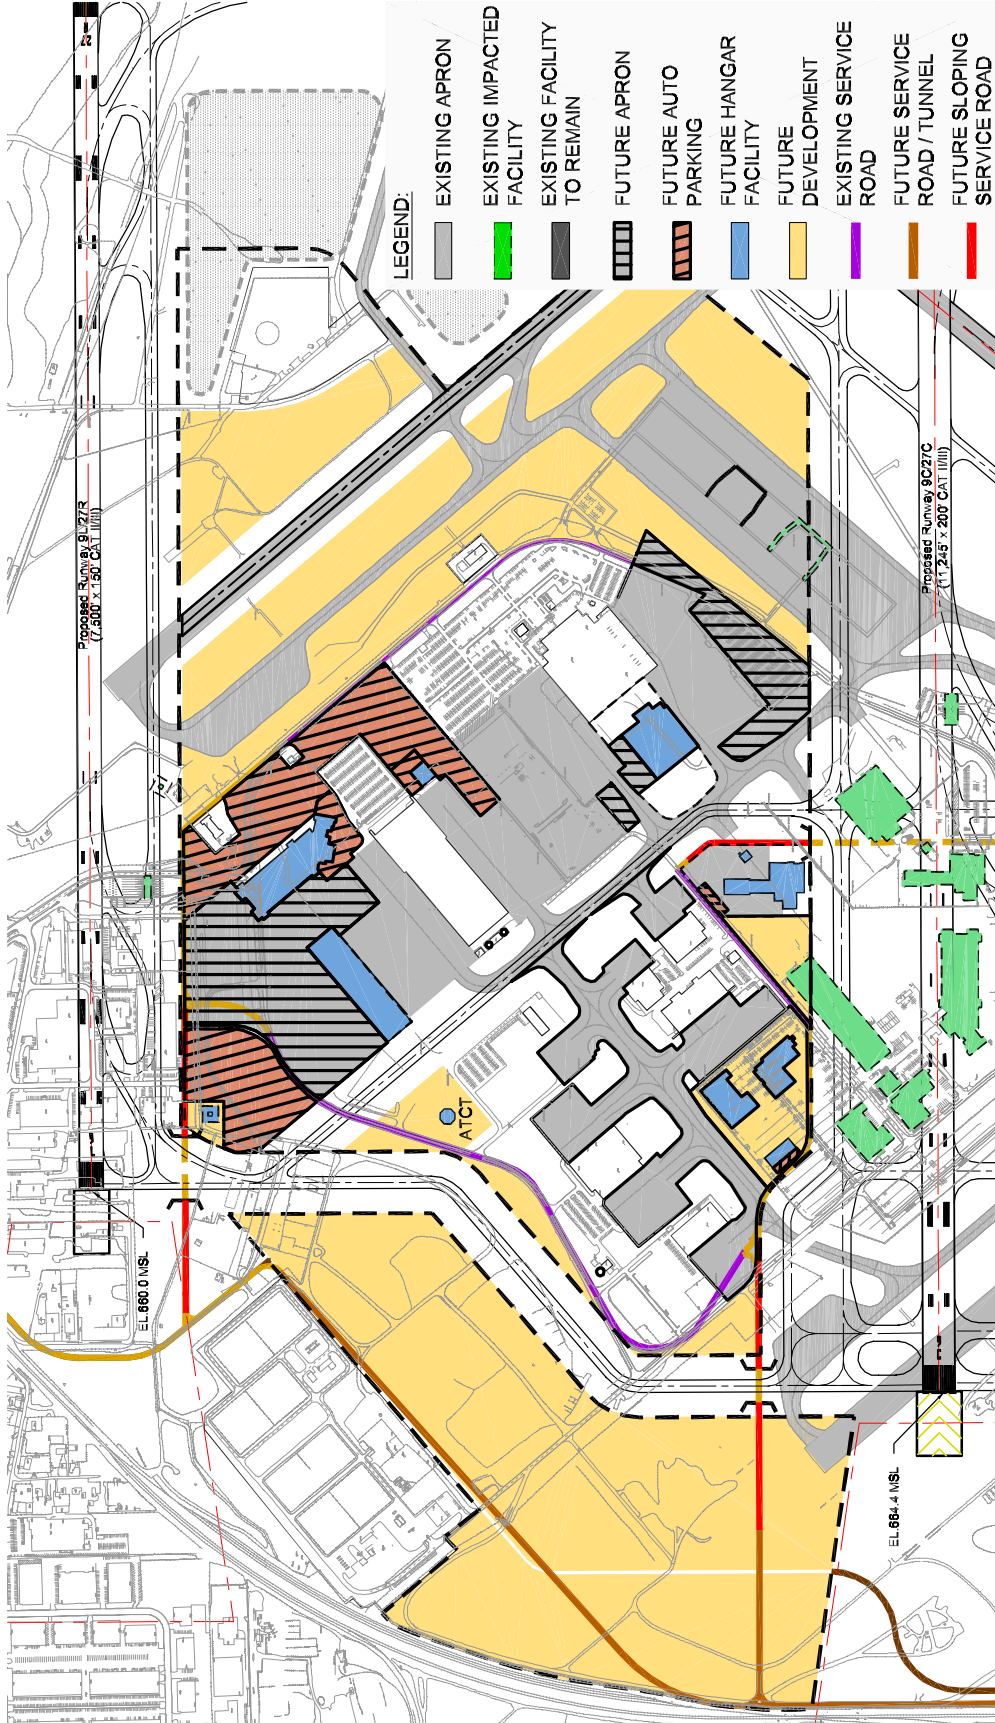 LEGEND:
EXISTING APRON
EXISTING IMPACTED
FACILITY
EXISTING FACILITY
TO REMAIN
FUTURE APRON
FUTURE AUTO
PARKING
FUTURE HANGAR
FACILITY
FUTURE
DEVELOPMENT
EXISTING SERVICE
ROAD
FUTURE SERVICE
ROAD / TUNNEL
FUTURE SLOPING
SERVICE ROAD
Proposed Runway 9L/27R
(7,500' x 150' CAT II/III)
Proposed Runway 9C/27C
(11,245' x 200' CAT II/III)
ATCT
EL.660.0 MSL
EL.664.4 MSL